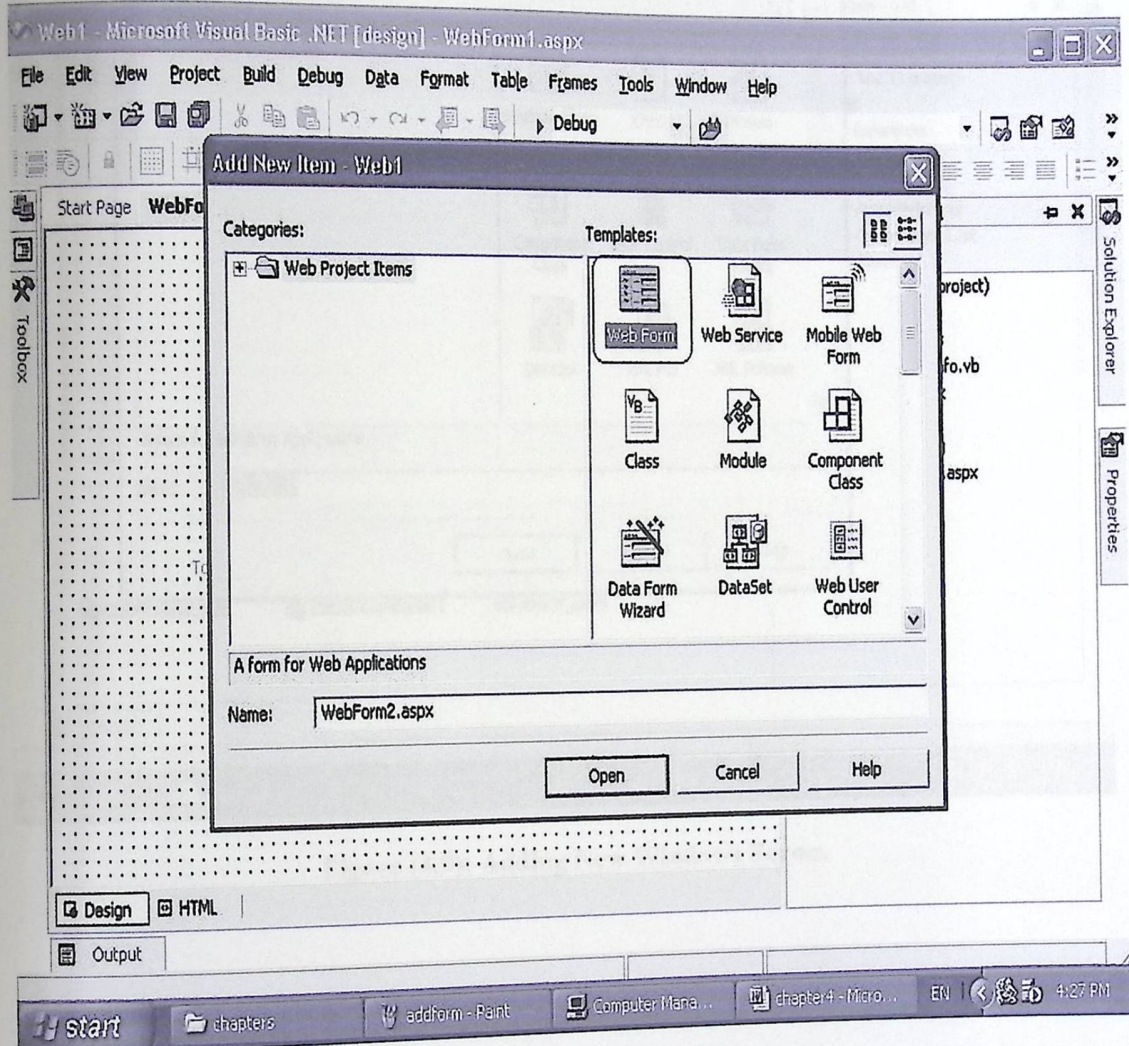 Web1 - Microsoft Visual Basic .NET [design] - WebForm1.aspx
File Edit View Project Build Debug Data Format Table Frames Tools Window Help
Debug
Add New Item - Web1
Start Page WebFo
Categories:
Templates:
Web Project Items
Web Form
Web Service
Mobile Web
Form
VB
Class
Module
Component
Class
Data Form
Wizard
DataSet
Web User
Control
A form for Web Applications
Name: WebForm2.aspx
Open Cancel Help
Toolbox
To
project)
fo.vb
aspx
Solution Explorer
Properties
Design HTML
Output
start chapters addform - Paint Computer Mana... chapter4 - Micro... EN 4:27 PM